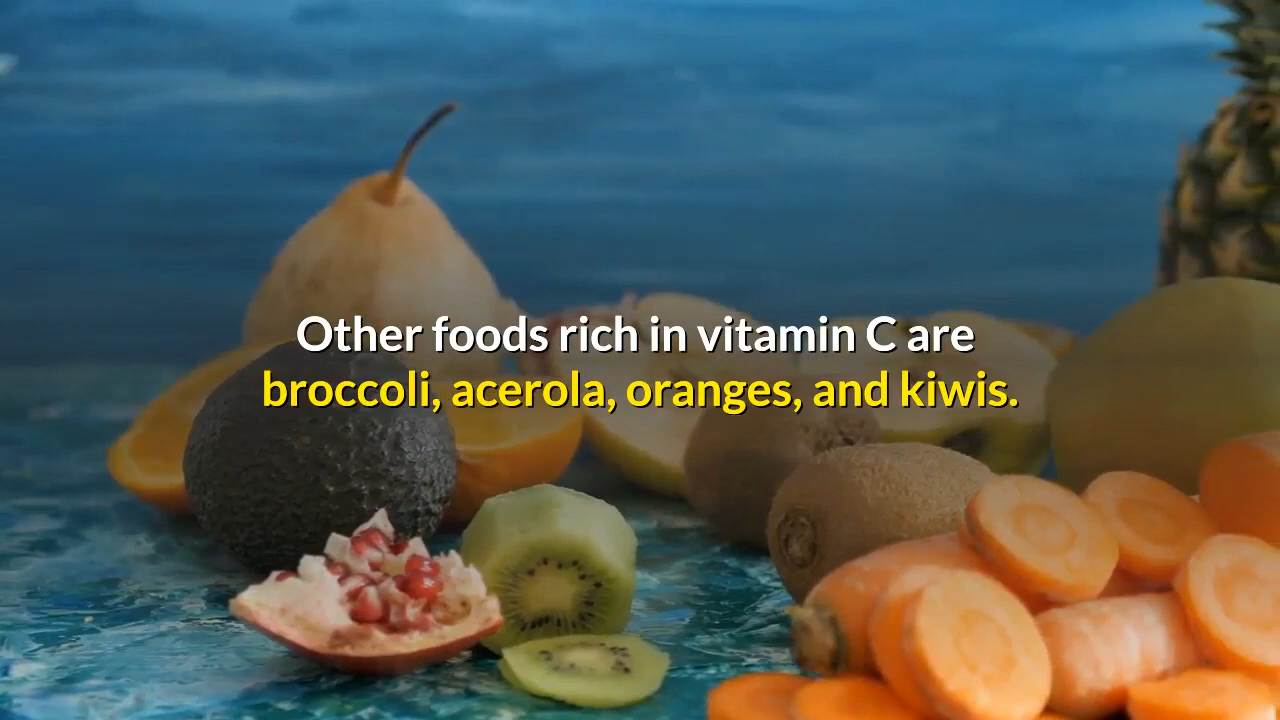 Other foods rich in vitamin C are
broccoli, acerola, oranges, and kiwis.